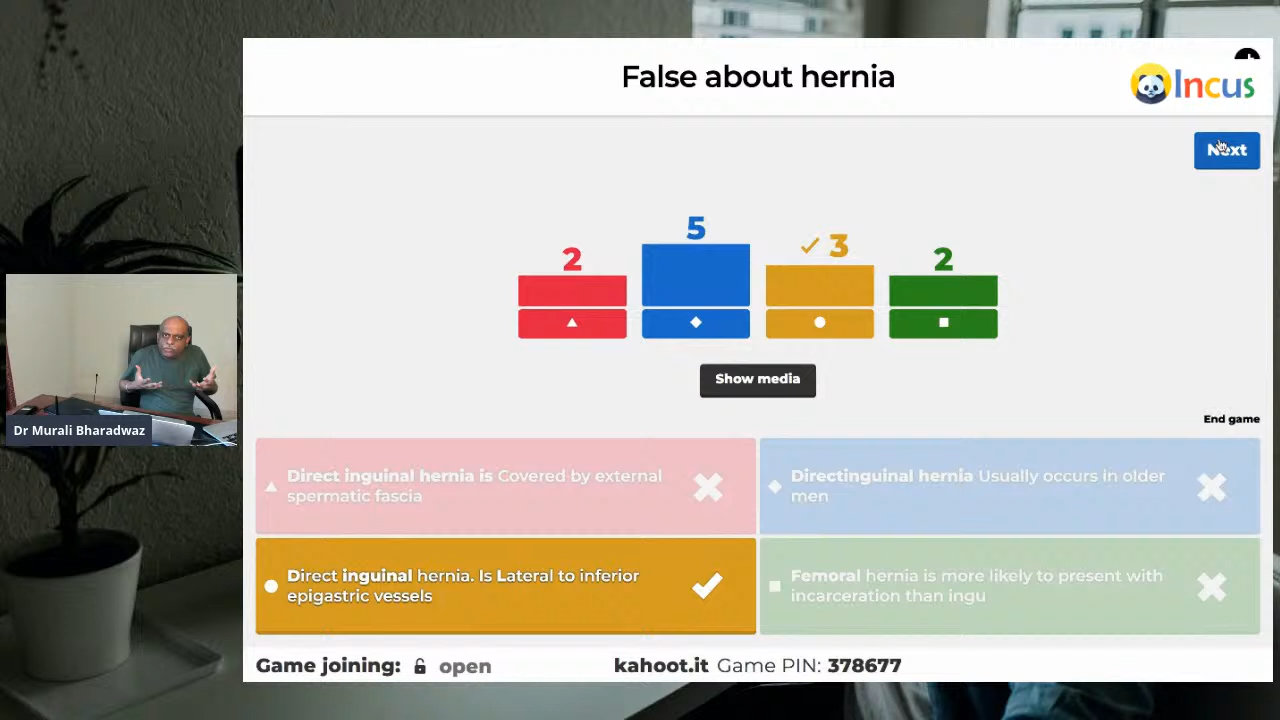 False about hernia
Incus
Next
2
5
3
2
Show media
Dr Murali Bharadwaz
End game
Direct inguinal hernia is Covered by external
spermatic fascia
Directinguinal hernia Usually occurs in older
men
Direct inguinal hernia. Is Lateral to inferior
epigastric vessels
Femoral hernia is more likely to present with
incarceration than ingu
Game joining: open
kahoot.it Game PIN: 378677